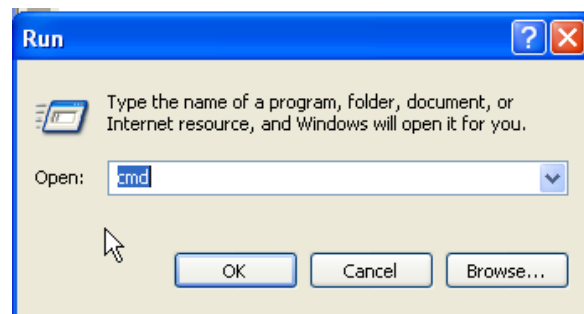 Run
Type the name of a program, folder, document, or
Internet resource, and Windows will open it for you.
Open: cmd
OK Cancel Browse...